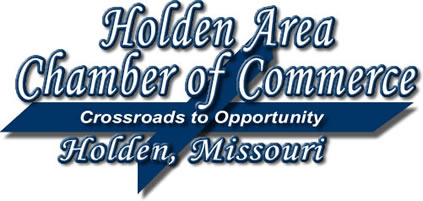 Holden Area
Chamber of Commerce
Crossroads to Opportunity
Holden, Missouri